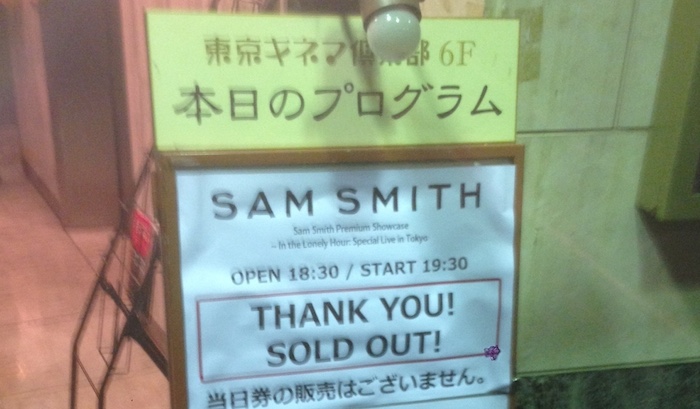 東京キネマ倶楽部 6F
本日のプログラム
SAM SMITH
Sam Smith Premium Showcase
– In the Lonely Hour: Special Live in Tokyo
OPEN 18:30 / START 19:30
THANK YOU!
SOLD OUT!
当日券の販売はございません。